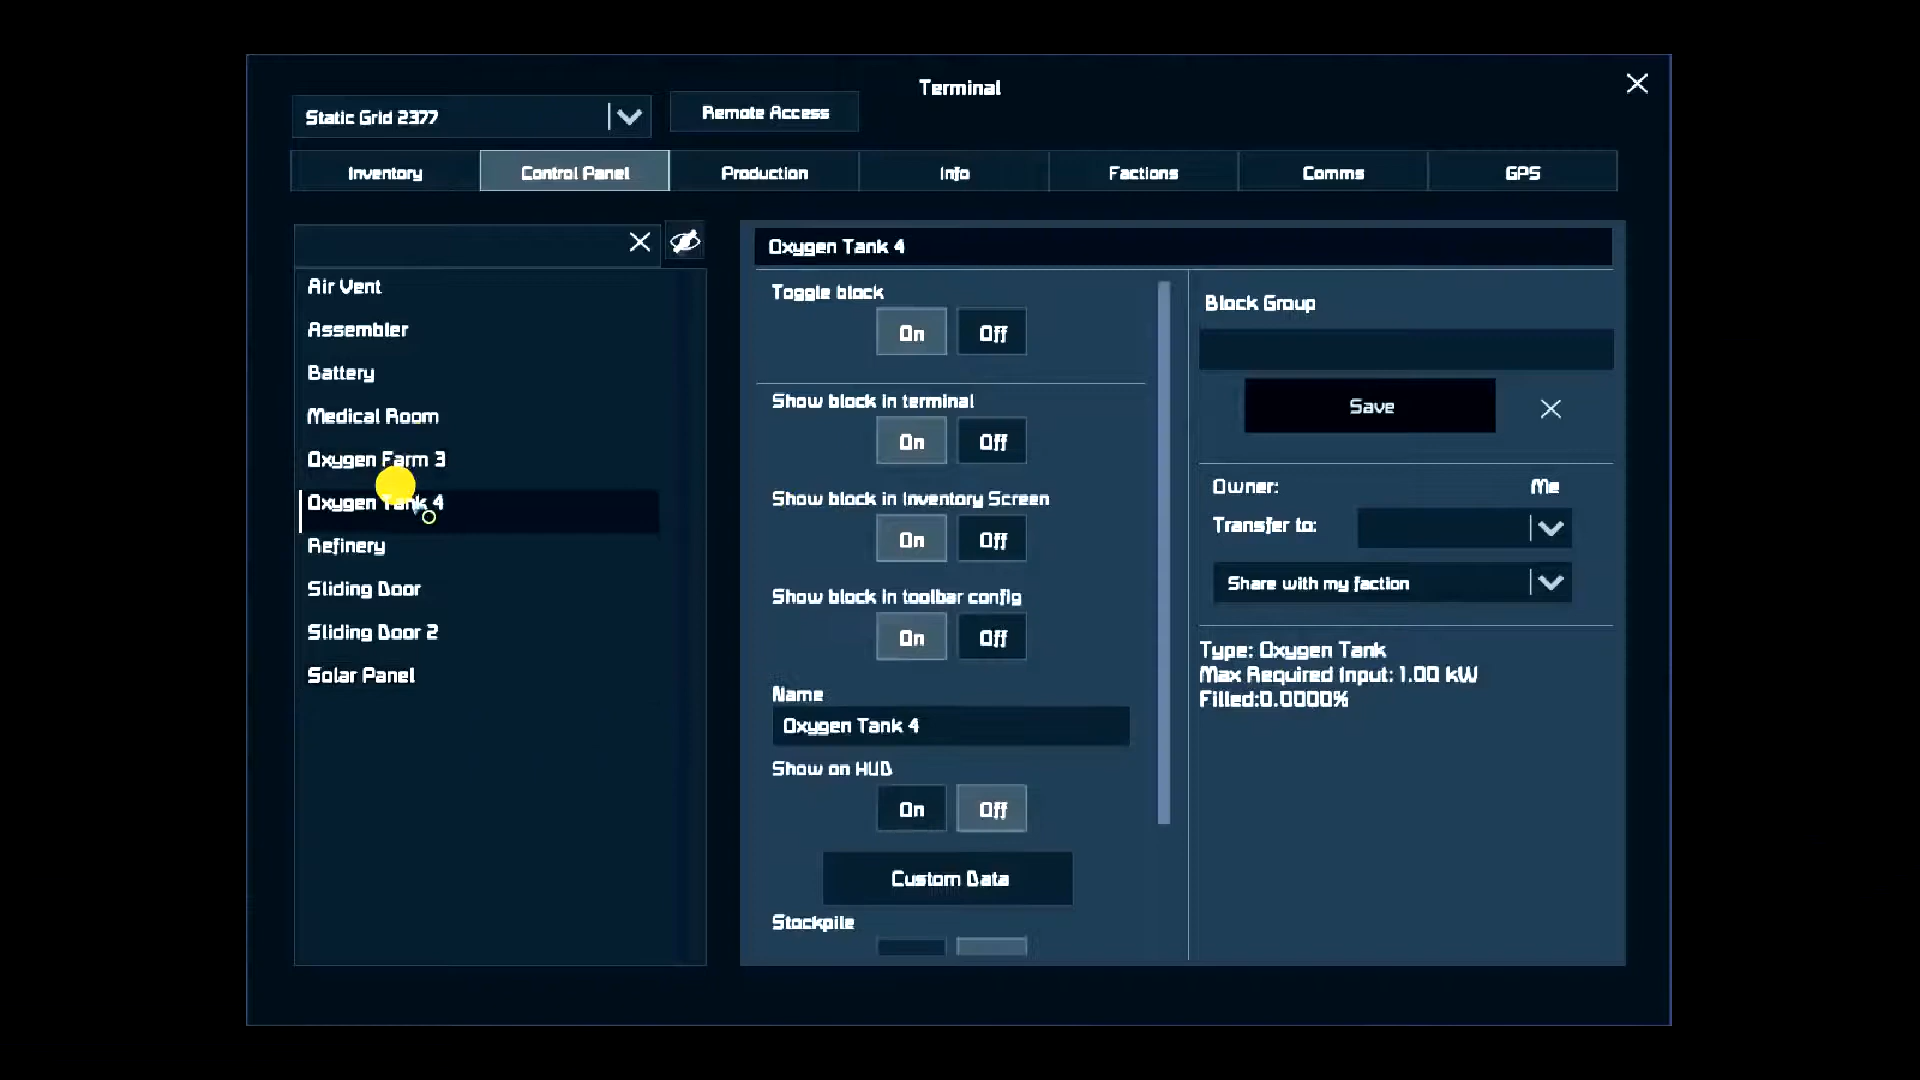 Terminal
Static Grid 2377
Remote Access
Inventory
Control Panel
Production
Info
Factions
Comms
GPS
Air Vent
Assembler
Battery
Medical Room
Oxygen Farm 3
Oxygen Tank 4
Refinery
Sliding Door
Sliding Door 2
Solar Panel
Oxygen Tank 4
Toggle block
On Off
Show block in terminal
On Off
Show block in Inventory Screen
On Off
Show block in toolbar config
On Off
Name
Oxygen Tank 4
Show on HUD
On Off
Custom Data
Stockpile
Block Group
Save
Owner: Me
Transfer to:
Share with my faction
Type: Oxygen Tank
Max Required Input: 1.00 kW
Filled:0.0000%